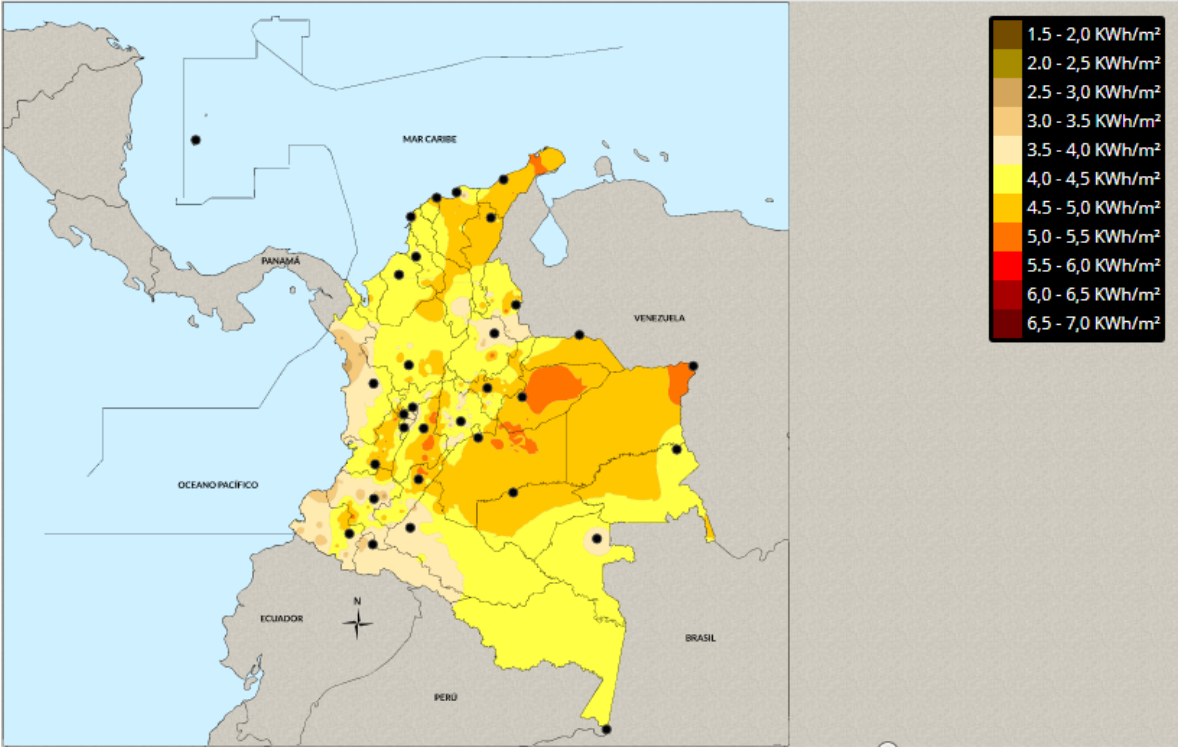 MAR CARIBE
PANAMÁ
VENEZUELA
OCEANO PACÍFICO
N
ECUADOR
BRASIL
PERÚ
1.5 - 2,0 KWh/m²
2.0 - 2,5 KWh/m²
2.5 - 3,0 KWh/m²
3.0 - 3.5 KWh/m²
3.5 - 4,0 KWh/m²
4,0 - 4,5 KWh/m²
4.5 - 5,0 KWh/m²
5,0 - 5,5 KWh/m²
5.5 - 6,0 KWh/m²
6,0 - 6,5 KWh/m²
6,5 - 7,0 KWh/m²